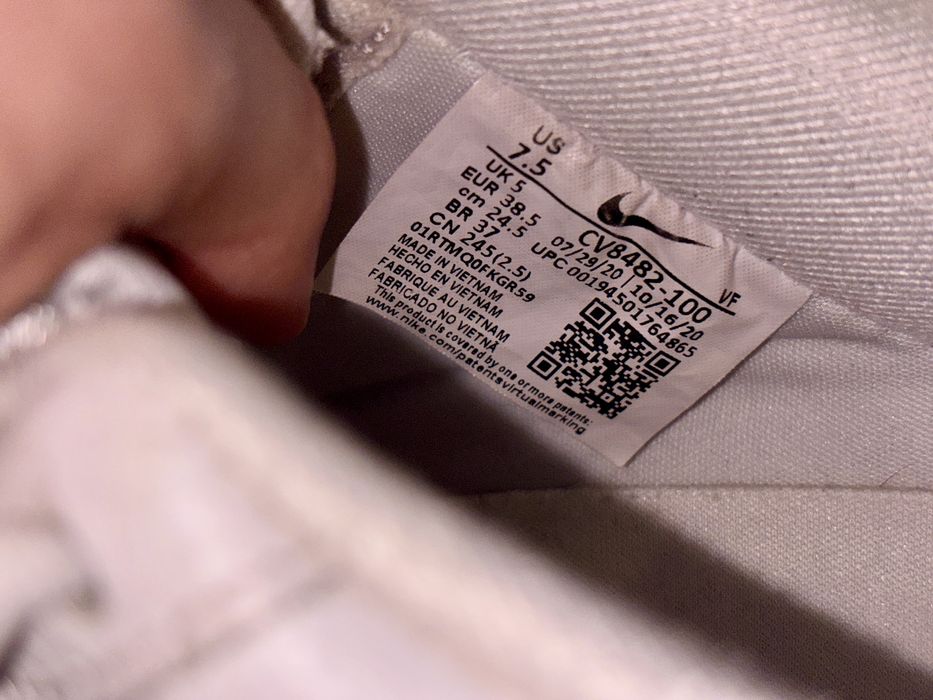 US
7.5
UK 5
EUR 38.5
cm 24.5
BR 37
CN 245(2.5)
01RTMQ0FKGR59
MADE IN VIETNAM
HECHO EN VIETNAM
FABRIQUE AU VIETNAM
FABRICADO NO VIETNÃ
This product is covered by one or more patents:
www.nike.com/patentsvirtualmarking
VF
CV8482-100
07/29/20 | 10/16/20
UPC 00194501764865